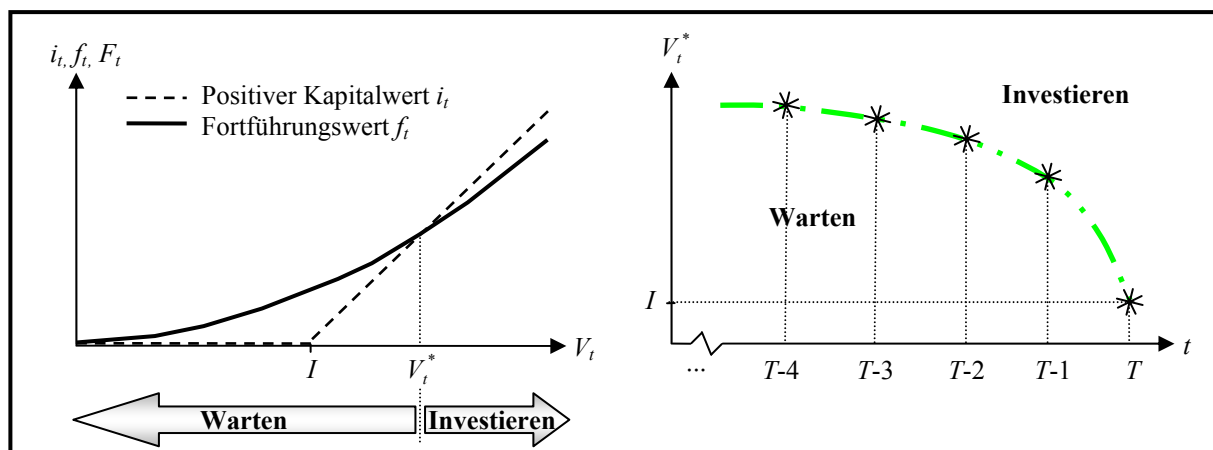 i_t, f_t, F_t
Positiver Kapitalwert i_t
Fortführungswert f_t
I
V_t^*
V_t
Warten
Investieren
V_t^*
Investieren
Warten
I
...
T-4
T-3
T-2
T-1
T
t